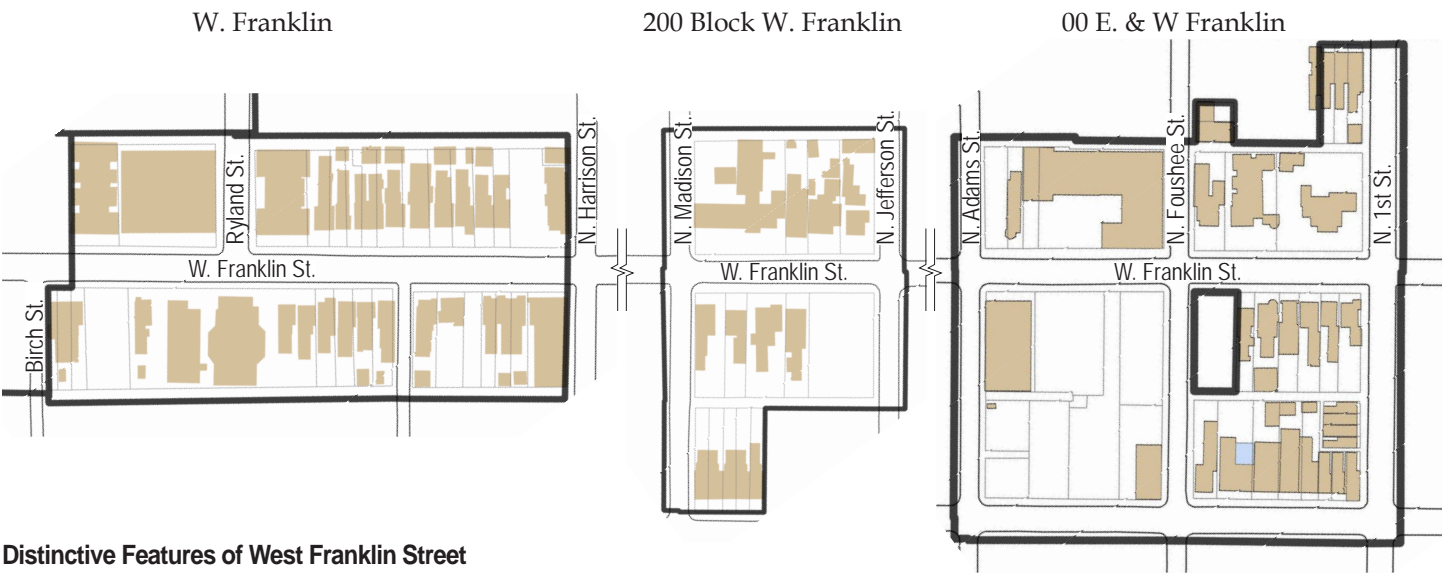 W. Franklin
200 Block W. Franklin
00 E. & W Franklin
Birch St.
Ryland St.
W. Franklin St.
N. Harrison St.
N. Madison St.
W. Franklin St.
N. Jefferson St.
N. Adams St.
N. Foushee St.
W. Franklin St.
N. 1st St.
Distinctive Features of West Franklin Street